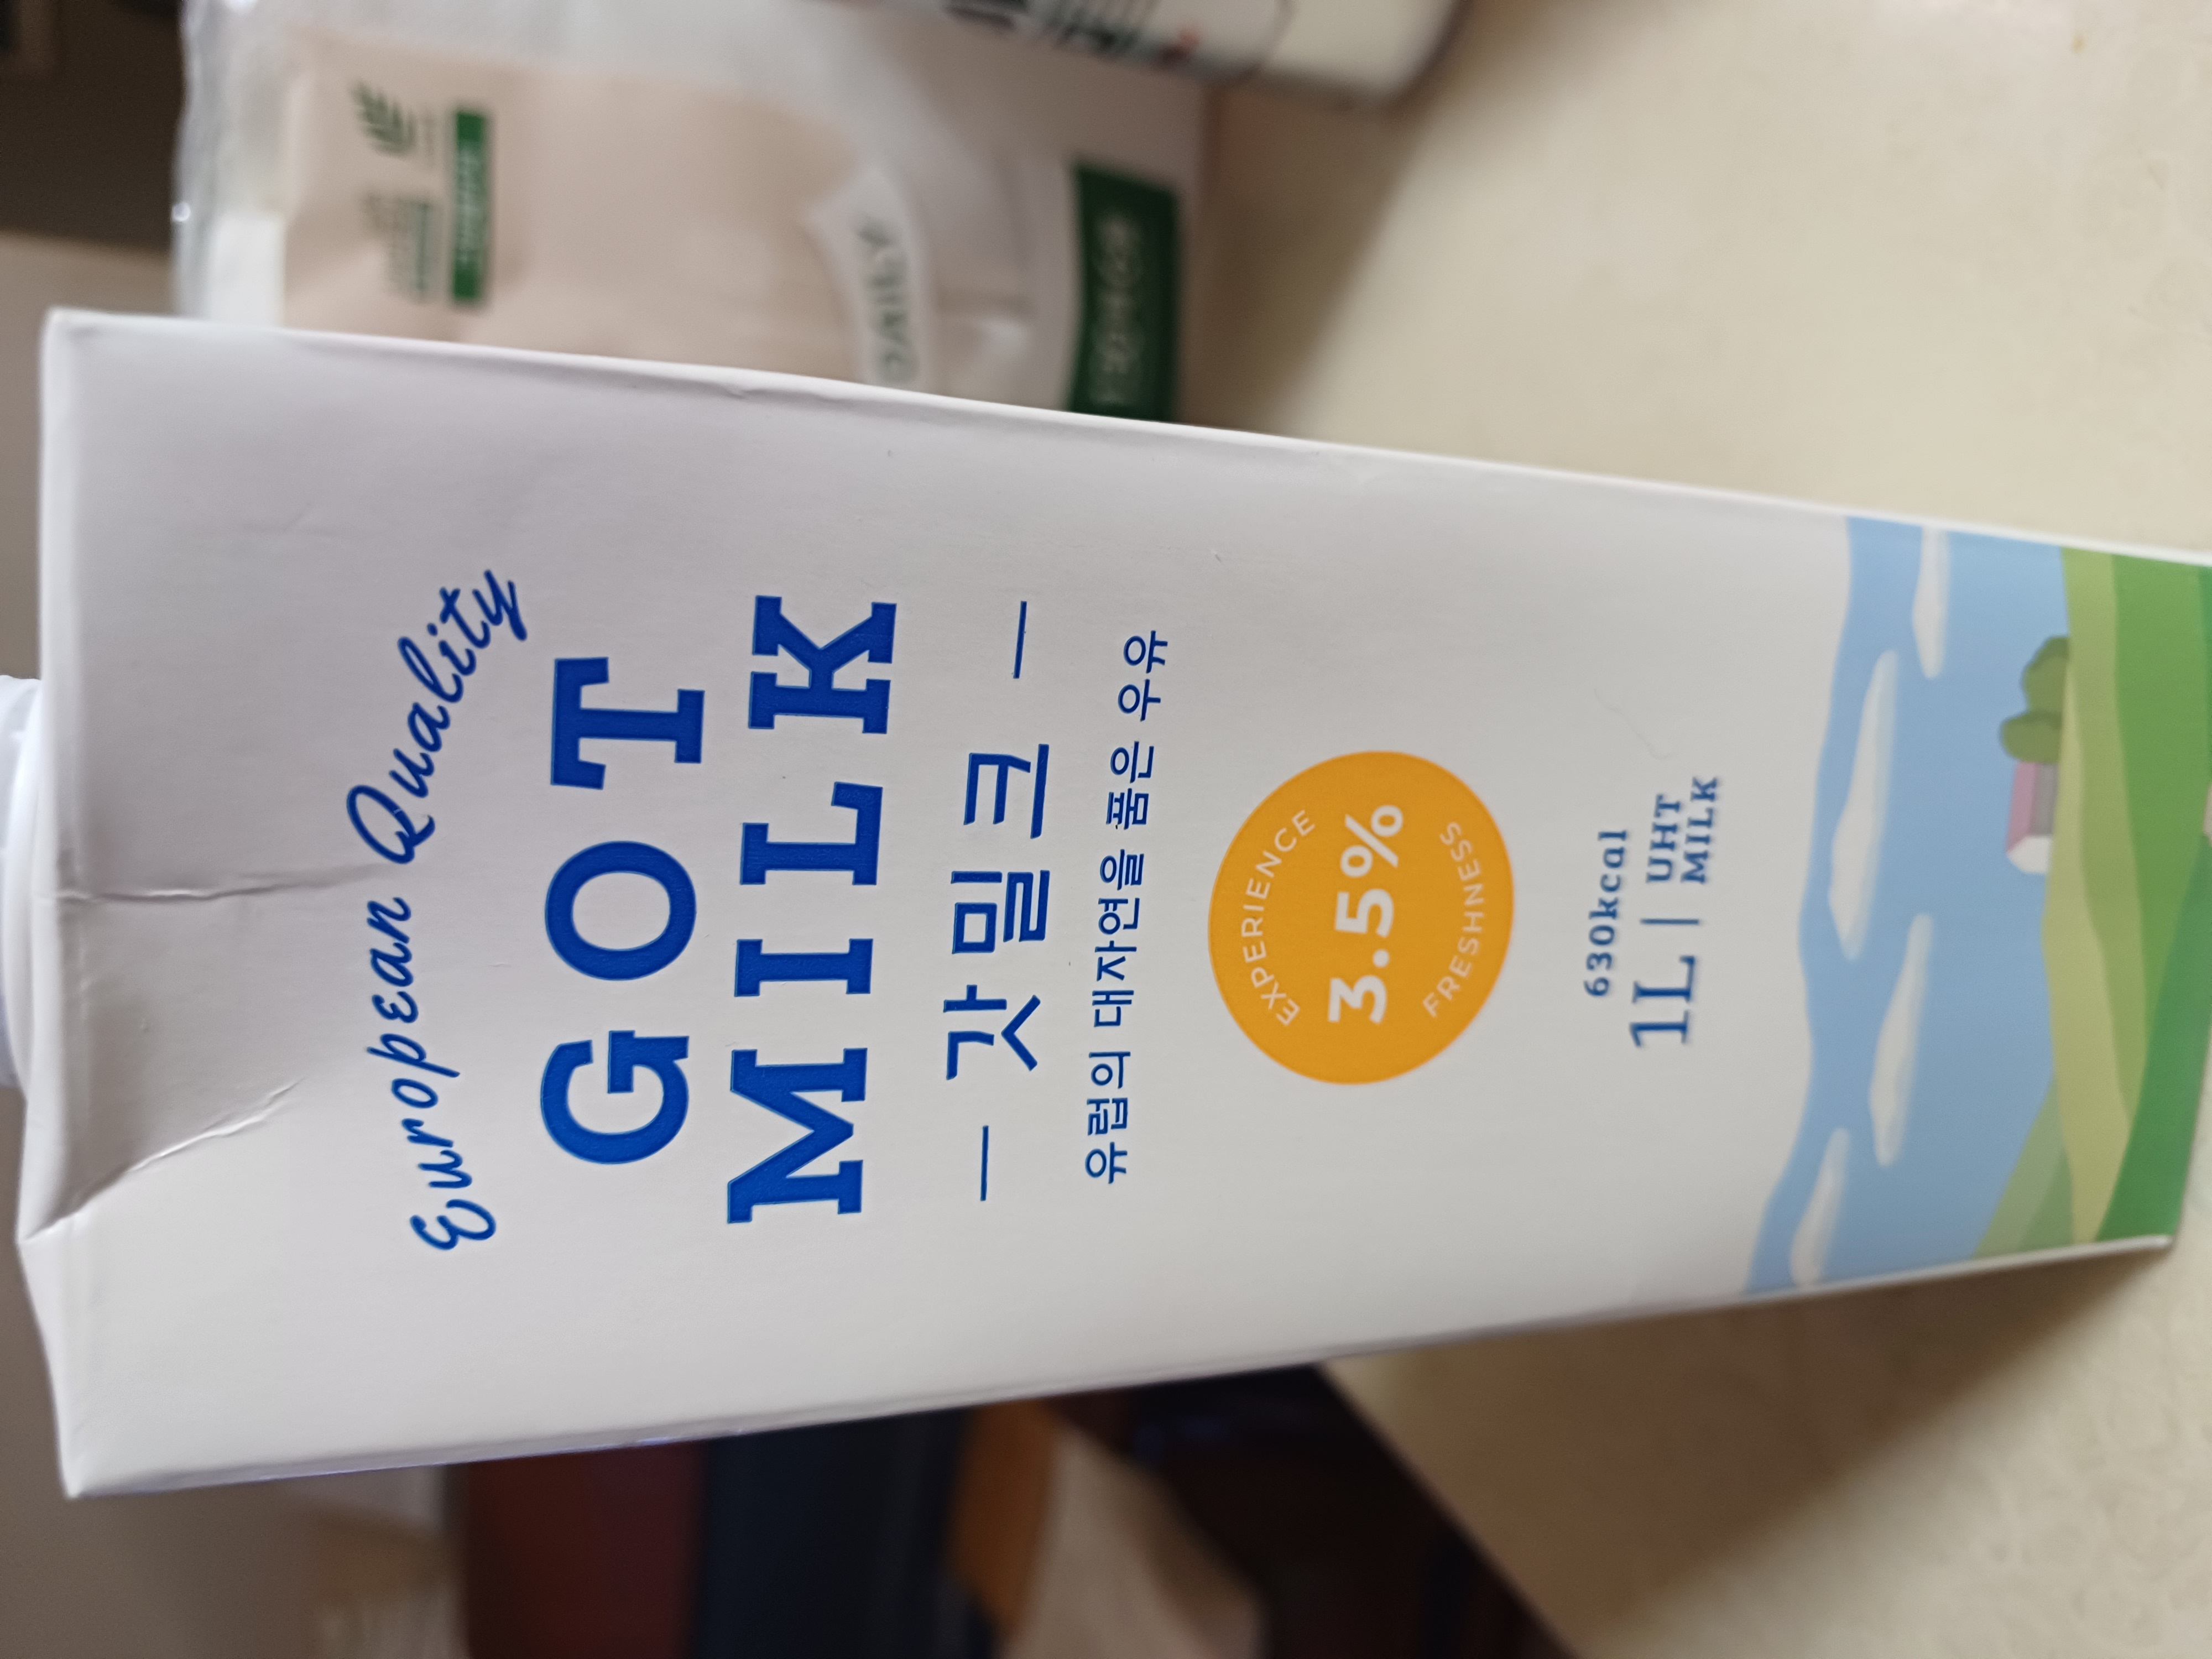 European Quality
GOT
MILK
— 갓밀크 —
유럽의 대자연을 품은 우유
EXPERIENCE
3.5%
FRESHNESS
630kcal
1L | UHT
MILK
DAILY